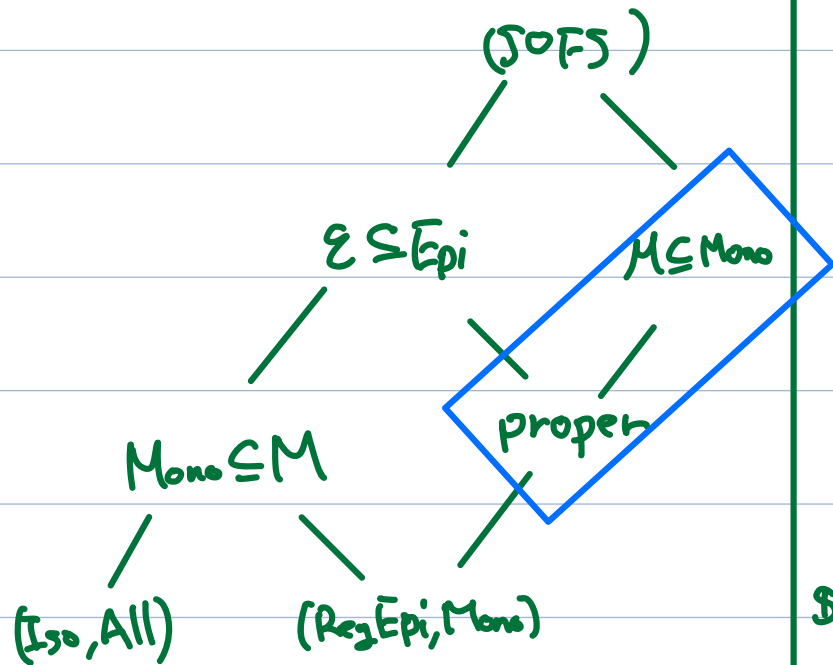 (SOFS)
ℰ ⊆ Epi
M ⊆ Mono
proper
Mono ⊆ M
(Iso, All) (RegEpi, Mono)
$